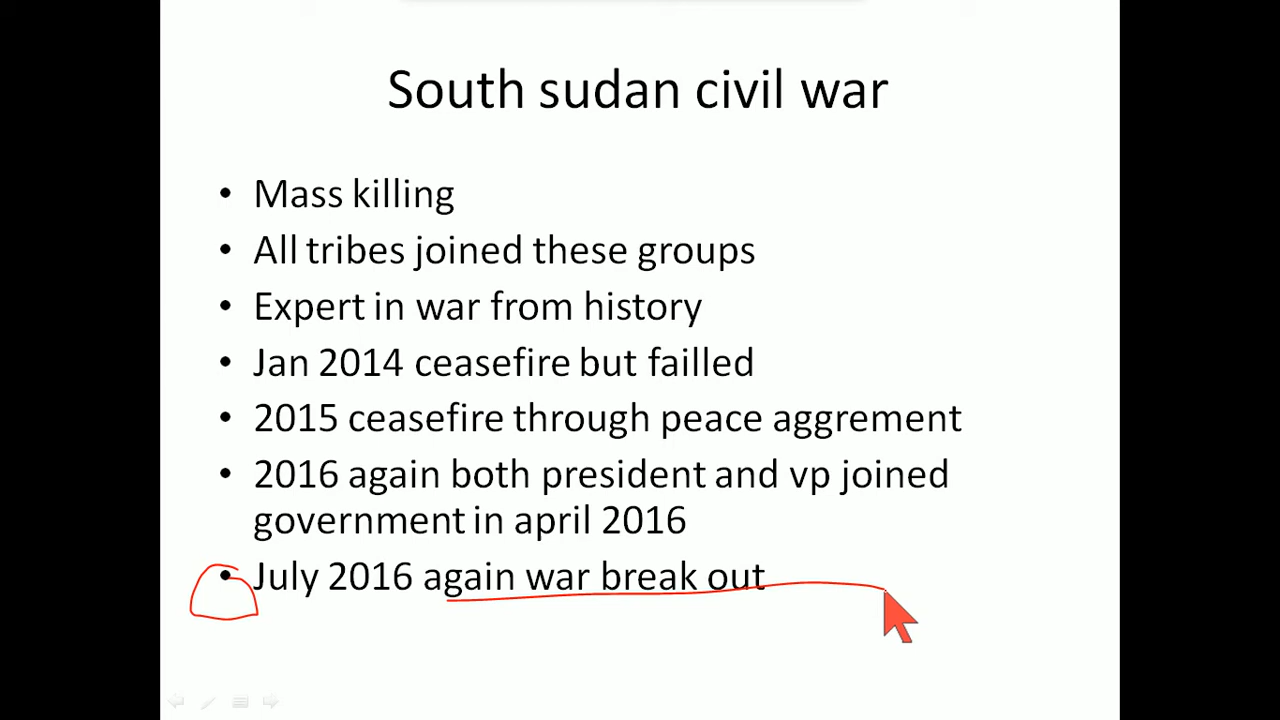 South sudan civil war
• Mass killing
• All tribes joined these groups
• Expert in war from history
• Jan 2014 ceasefire but failled
• 2015 ceasefire through peace aggrement
• 2016 again both president and vp joined
government in april 2016
• July 2016 again war break out